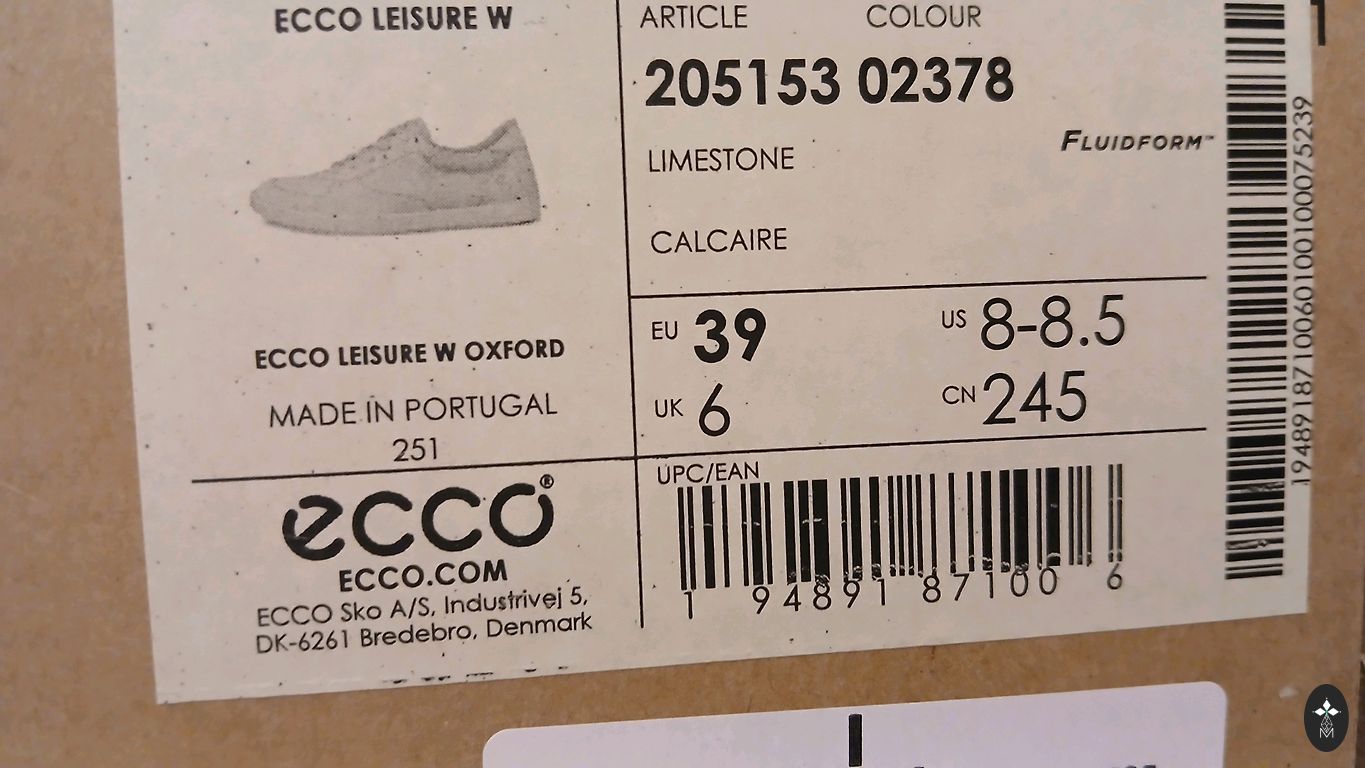 ECCO LEISURE W
ECCO LEISURE W OXFORD
MADE IN PORTUGAL
251
ecco®
ECCO.COM
ECCO Sko A/S, Industrivej 5,
DK-6261 Bredebro, Denmark
ARTICLE COLOUR
205153 02378
LIMESTONE
FLUIDFORM™
CALCAIRE
EU 39 US 8-8.5
UK 6 CN 245
UPC/EAN
1 94891 87100 6
1948918710060100100075239
M